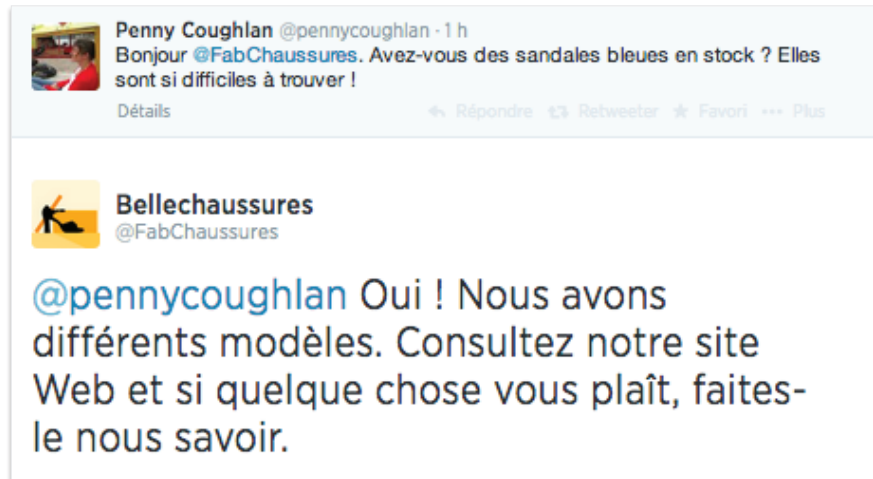 Penny Coughlan @pennycoughlan · 1 h
Bonjour @FabChaussures. Avez-vous des sandales bleues en stock ? Elles
sont si difficiles à trouver !
Détails Répondre Retweeter Favori Plus
Bellechaussures
@FabChaussures
@pennycoughlan Oui ! Nous avons
différents modèles. Consultez notre site
Web et si quelque chose vous plaît, faites-
le nous savoir.